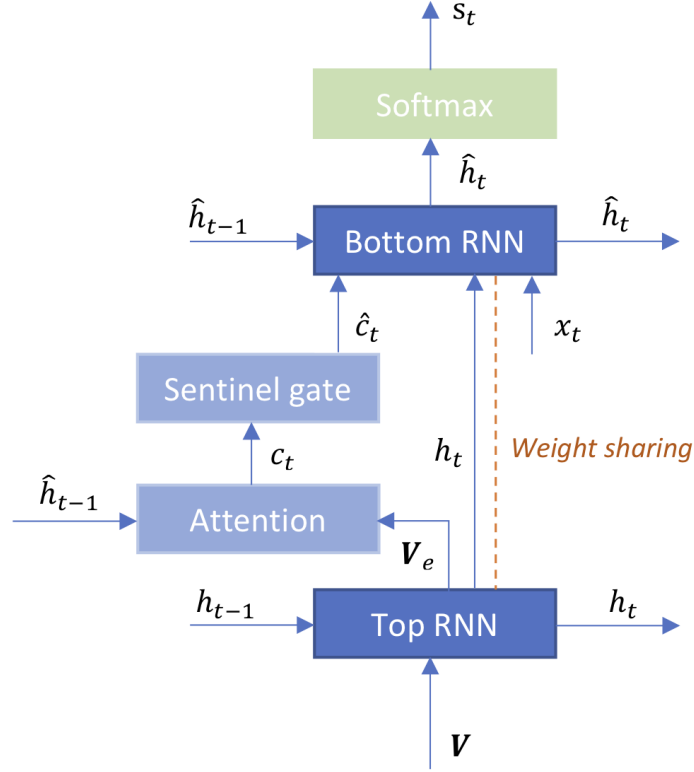 s_t
Softmax
ĥ_t
ĥ_{t−1}
Bottom RNN
ĥ_t
ĉ_t
x_t
Sentinel gate
c_t
h_t
Weight sharing
ĥ_{t−1}
Attention
V_e
h_{t−1}
Top RNN
h_t
V